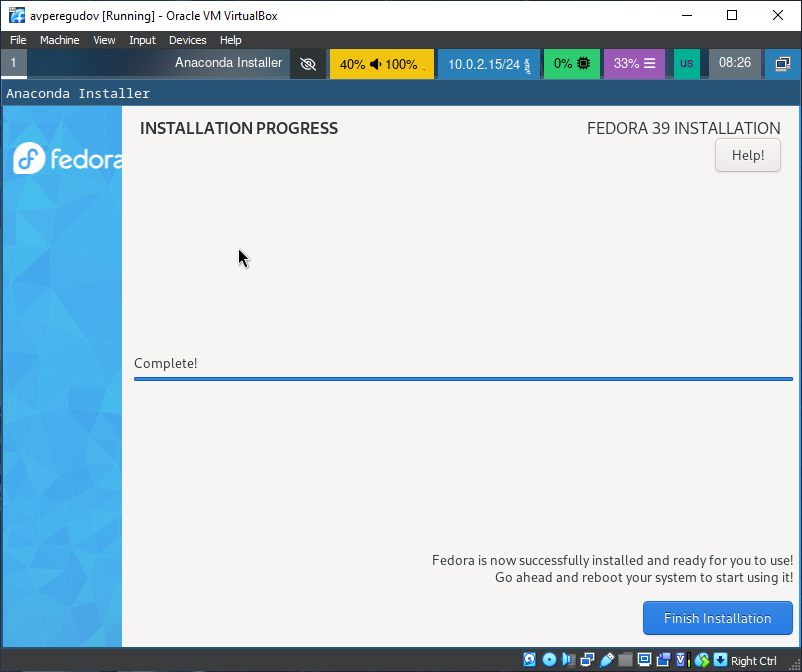 avperegudov [Running] - Oracle VM VirtualBox
File Machine View Input Devices Help
1 Anaconda Installer 40% 100% 10.0.2.15/24 0% 33% us 08:26
Anaconda Installer
fedora
INSTALLATION PROGRESS
FEDORA 39 INSTALLATION
Help!
Complete!
Fedora is now successfully installed and ready for you to use!
Go ahead and reboot your system to start using it!
Finish Installation
Right Ctrl